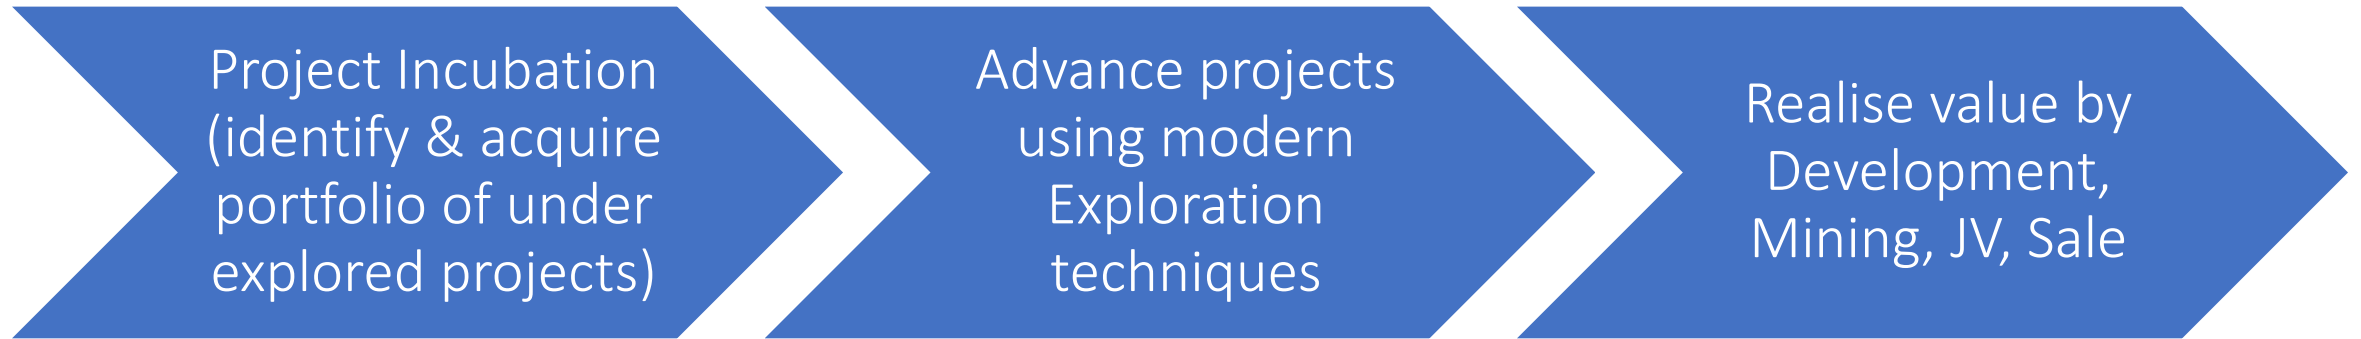 Project Incubation
(identify & acquire
portfolio of under
explored projects)
Advance projects
using modern
Exploration
techniques
Realise value by
Development,
Mining, JV, Sale